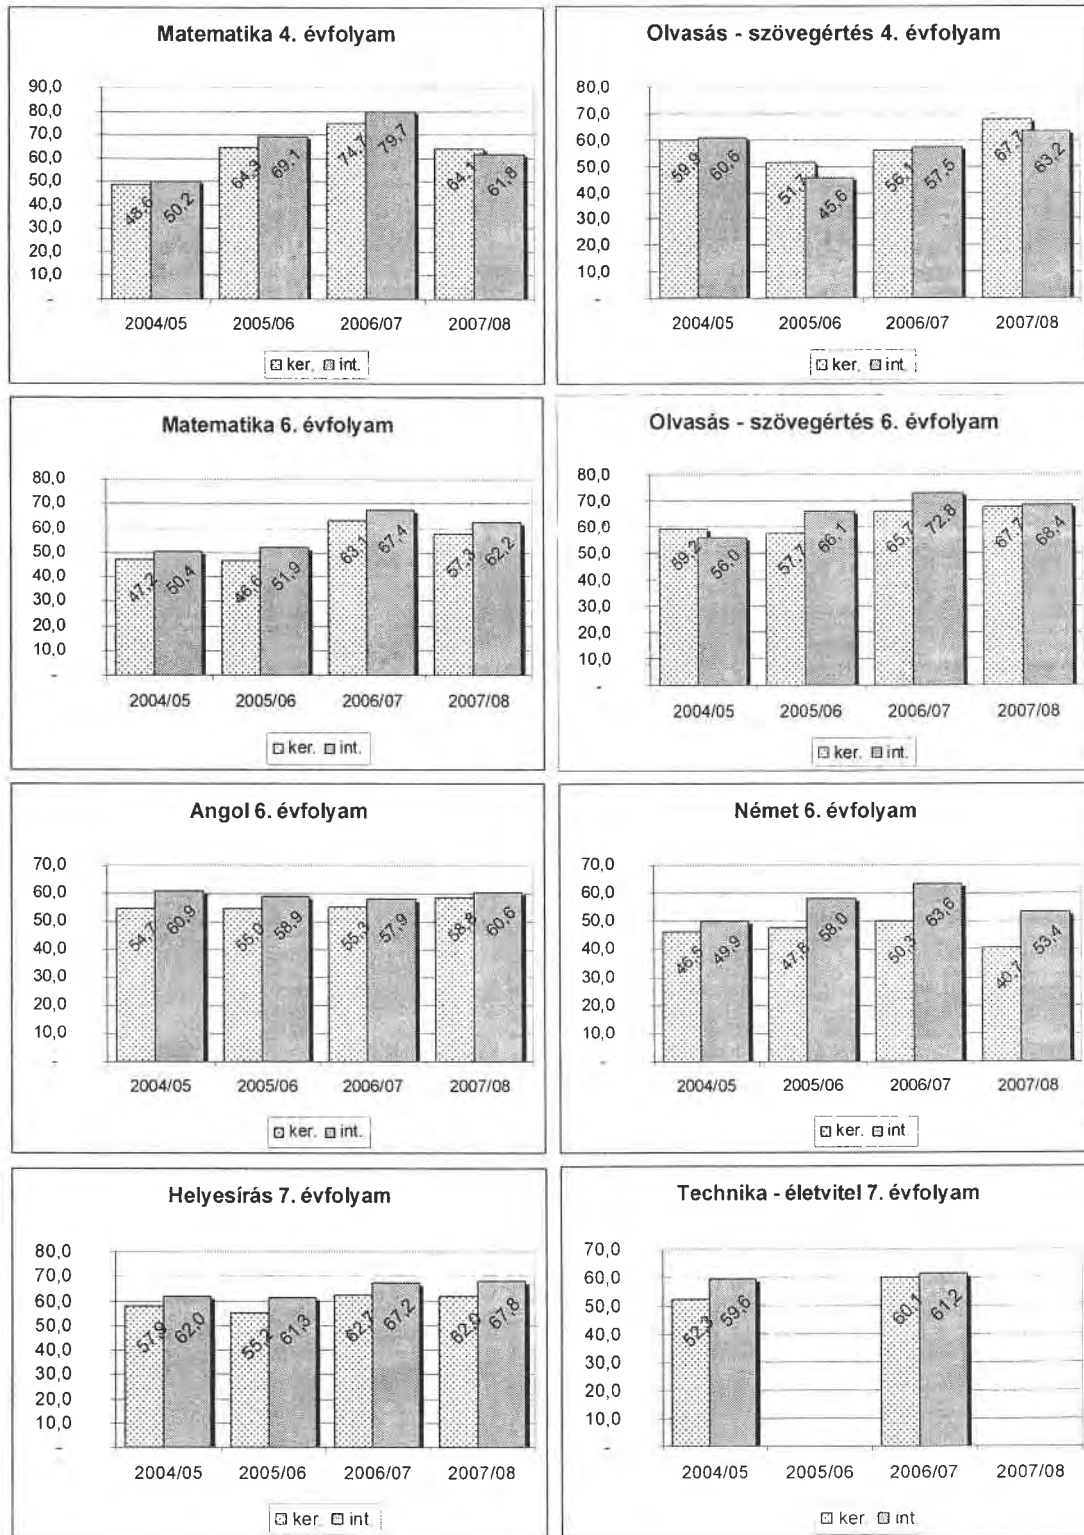 Matematika 4. évfolyam
90,0
80,0
70,0
60,0
50,0
40,0
30,0
20,0
10,0
-
48,6 50,2 64,3 69,1 74,7 79,7 64,1 61,8
2004/05 2005/06 2006/07 2007/08
ker. int.
Olvasás - szövegértés 4. évfolyam
80,0
70,0
60,0
50,0
40,0
30,0
20,0
10,0
-
59,9 60,6 51,7 45,6 56,1 57,5 67,7 63,2
2004/05 2005/06 2006/07 2007/08
ker. int.
Matematika 6. évfolyam
80,0
70,0
60,0
50,0
40,0
30,0
20,0
10,0
-
47,2 50,4 46,6 51,9 63,1 67,4 57,3 62,2
2004/05 2005/06 2006/07 2007/08
ker. int.
Olvasás - szövegértés 6. évfolyam
80,0
70,0
60,0
50,0
40,0
30,0
20,0
10,0
-
59,2 56,0 57,7 66,1 65,7 72,8 67,7 68,4
2004/05 2005/06 2006/07 2007/08
ker. int.
Angol 6. évfolyam
70,0
60,0
50,0
40,0
30,0
20,0
10,0
-
54,7 60,9 55,0 58,9 55,3 57,9 58,8 60,6
2004/05 2005/06 2006/07 2007/08
ker. int.
Német 6. évfolyam
70,0
60,0
50,0
40,0
30,0
20,0
10,0
-
46,5 49,9 47,8 58,0 50,3 63,6 40,7 53,4
2004/05 2005/06 2006/07 2007/08
ker. int.
Helyesírás 7. évfolyam
80,0
70,0
60,0
50,0
40,0
30,0
20,0
10,0
-
57,9 62,0 55,2 61,3 62,7 67,2 62,0 67,8
2004/05 2005/06 2006/07 2007/08
ker. int.
Technika - életvitel 7. évfolyam
70,0
60,0
50,0
40,0
30,0
20,0
10,0
-
52,3 59,6 60,1 61,2
2004/05 2005/06 2006/07 2007/08
ker. int.